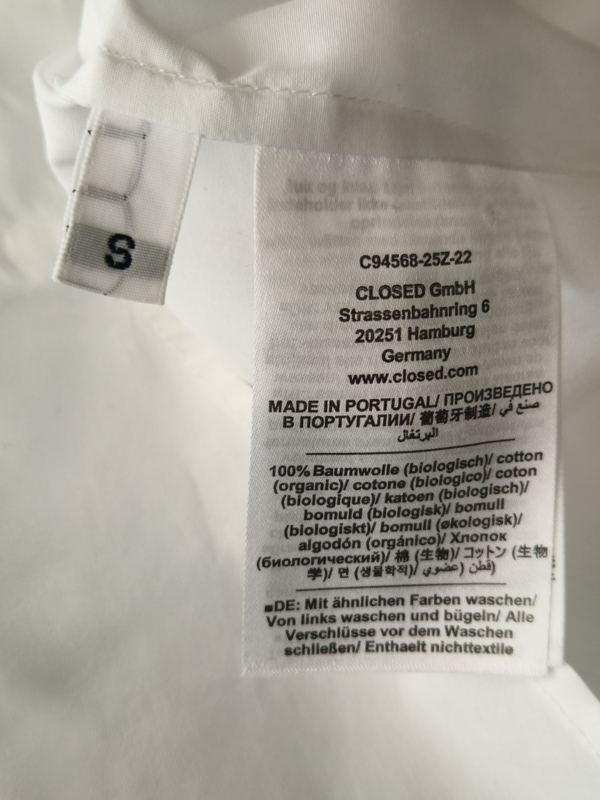 S
C94568-25Z-22
CLOSED GmbH
Strassenbahnring 6
20251 Hamburg
Germany
www.closed.com
MADE IN PORTUGAL/ ПРОИЗВЕДЕНО
В ПОРТУГАЛИИ/ 葡萄牙制造/ صنع في
البرتغال
100% Baumwolle (biologisch)/ cotton
(organic)/ cotone (biologico)/ coton
(biologique)/ katoen (biologisch)/
bomuld (biologisk)/ bomull
(biologiskt)/ bomull (økologisk)/
algodón (orgánico)/ Хлопок
(биологический)/ 棉 (生物)/ コットン (生物
学)/ 면 (생물학적)/ قطن (عضوي)
DE: Mit ähnlichen Farben waschen/
Von links waschen und bügeln/ Alle
Verschlüsse vor dem Waschen
schließen/ Enthaelt nichttextile